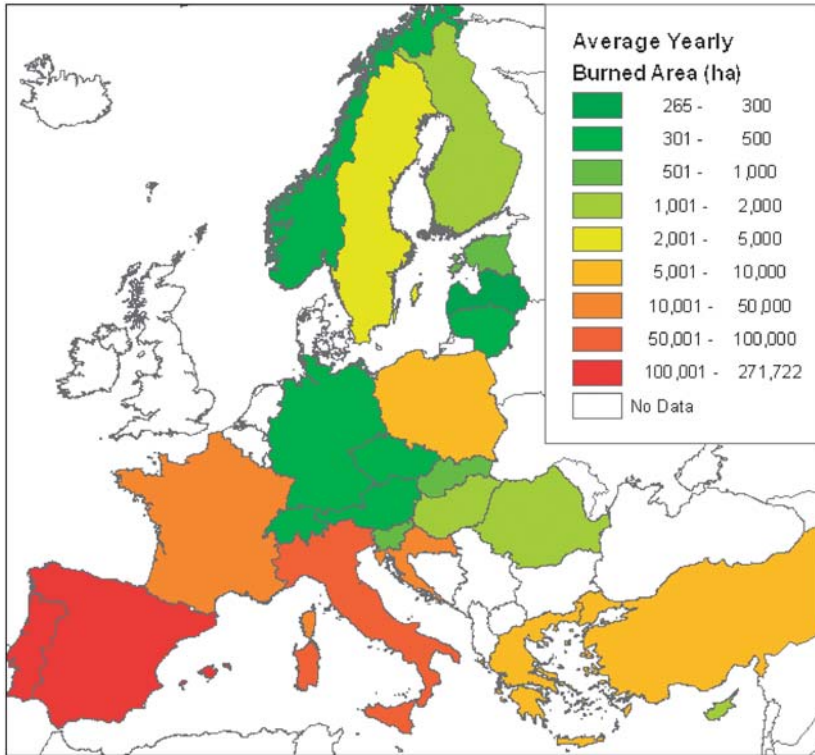 Average Yearly
Burned Area (ha)
265 - 300
301 - 500
501 - 1,000
1,001 - 2,000
2,001 - 5,000
5,001 - 10,000
10,001 - 50,000
50,001 - 100,000
100,001 - 271,722
No Data